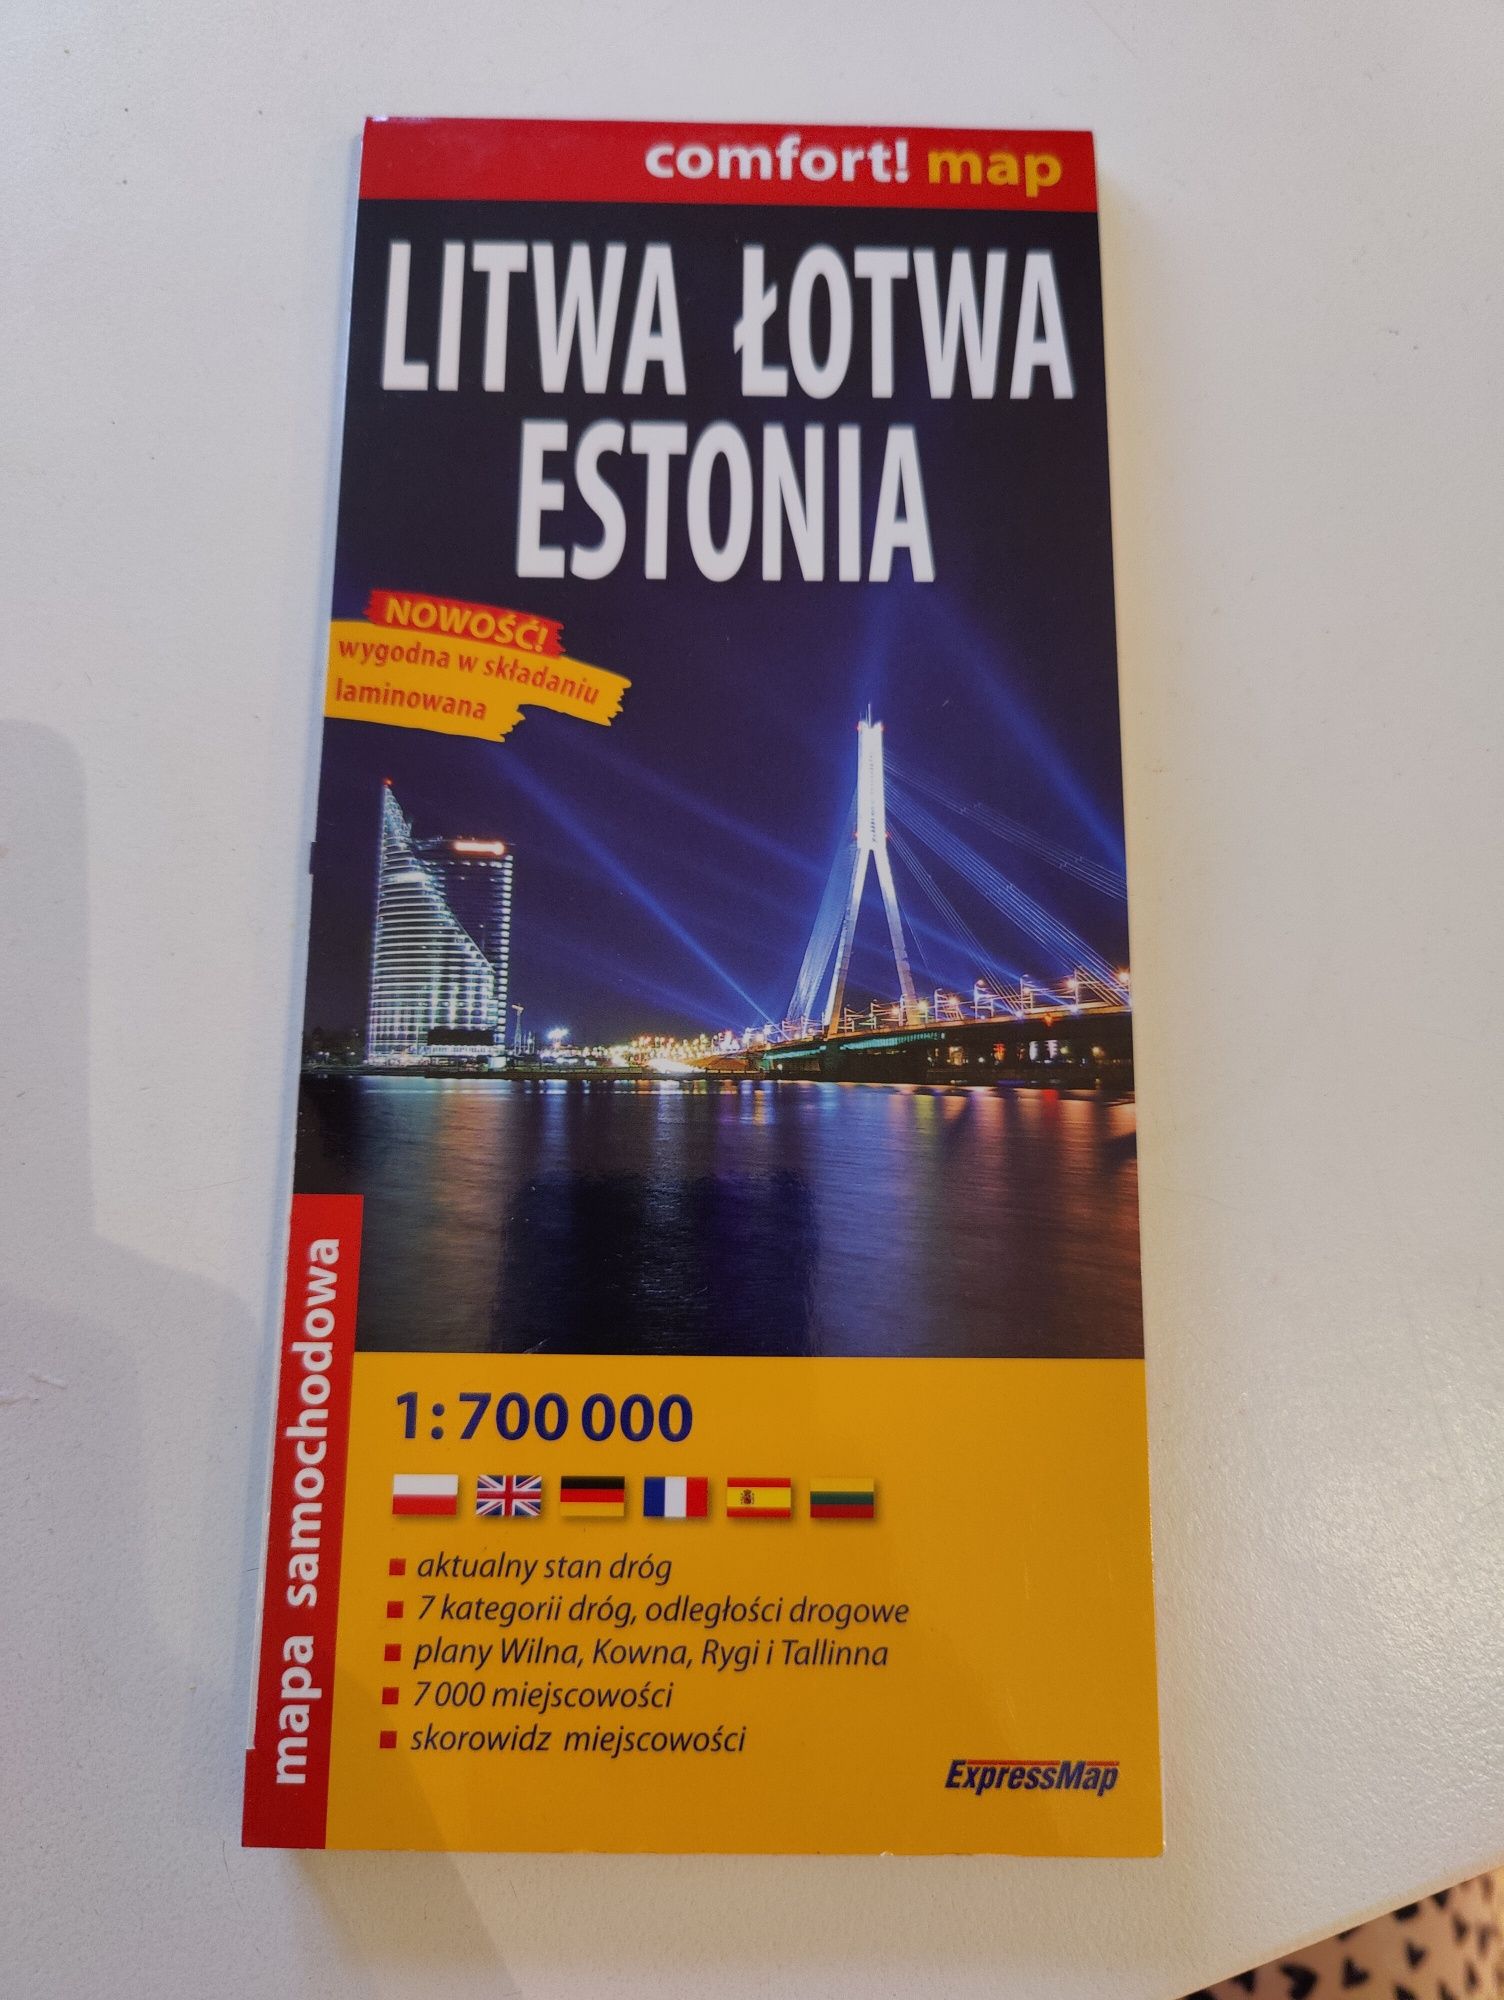 comfort! map
LITWA ŁOTWA
ESTONIA
NOWOŚĆ!
wygodna w składaniu
laminowana
mapa samochodowa
1: 700 000
aktualny stan dróg
7 kategorii dróg, odległości drogowe
plany Wilna, Kowna, Rygi i Tallinna
7 000 miejscowości
skorowidz miejscowości
ExpressMap